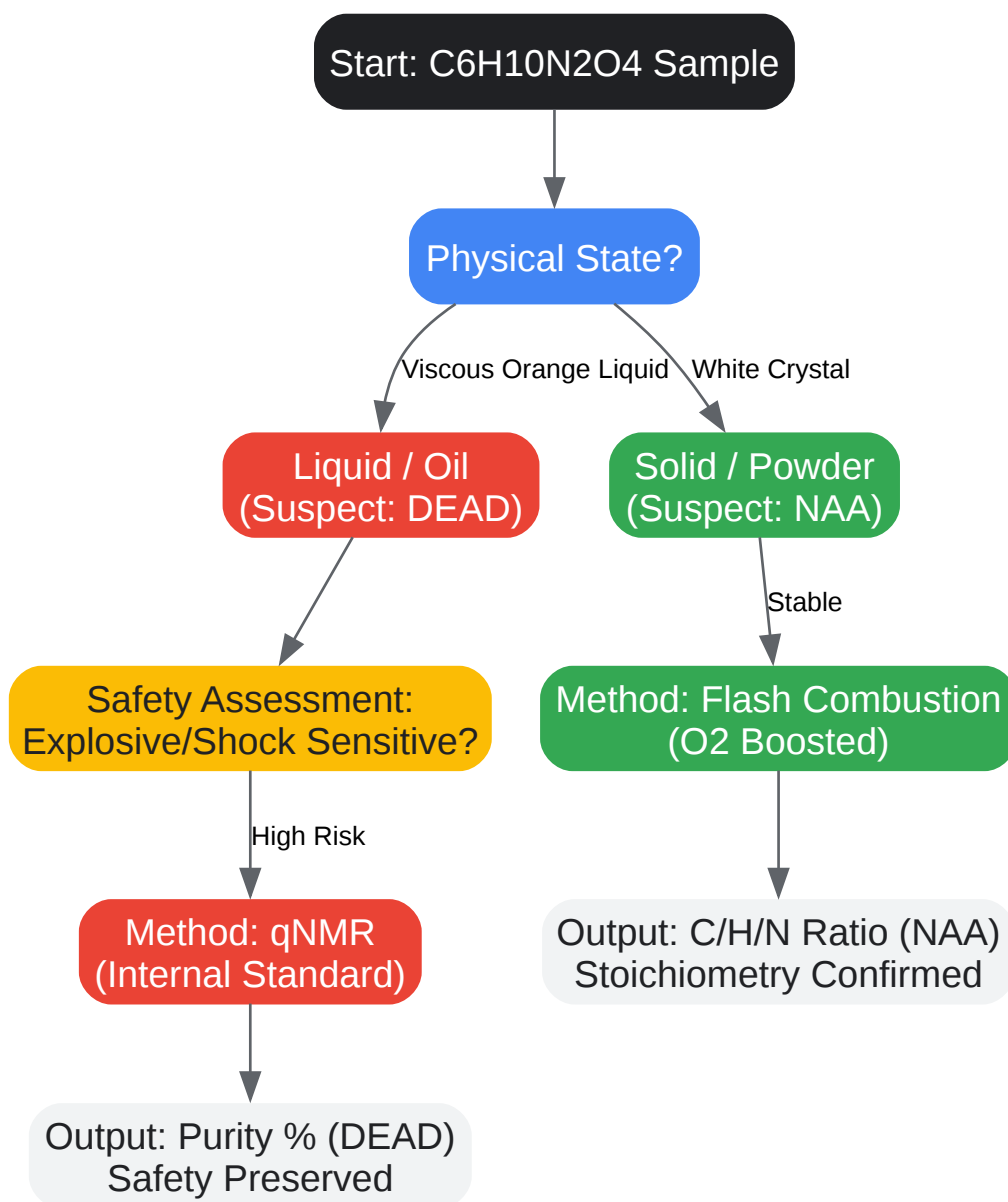 Start: C6H10N2O4 Sample
Physical State?
Viscous Orange Liquid
White Crystal
Liquid / Oil
(Suspect: DEAD)
Solid / Powder
(Suspect: NAA)
Stable
Safety Assessment:
Explosive/Shock Sensitive?
Method: Flash Combustion
(O2 Boosted)
High Risk
Method: qNMR
(Internal Standard)
Output: C/H/N Ratio (NAA)
Stoichiometry Confirmed
Output: Purity % (DEAD)
Safety Preserved